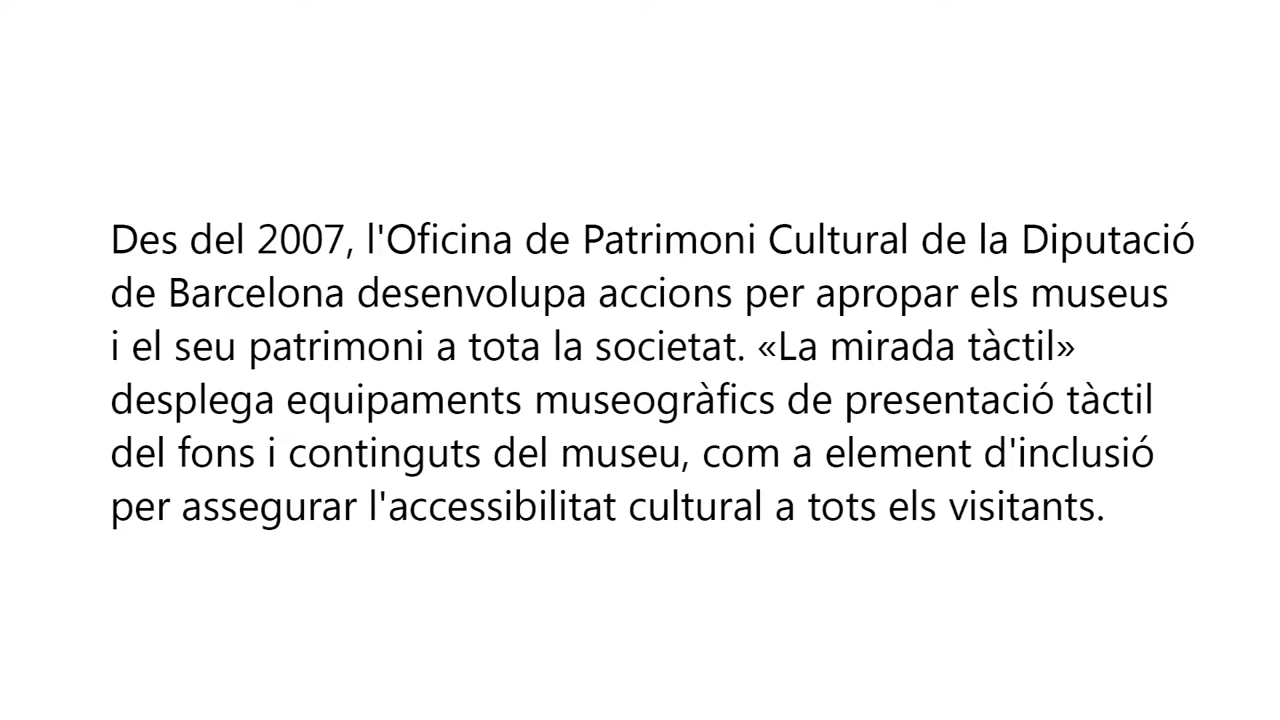 Des del 2007, l'Oficina de Patrimoni Cultural de la Diputació
de Barcelona desenvolupa accions per apropar els museus
i el seu patrimoni a tota la societat. «La mirada tàctil»
desplega equipaments museogràfics de presentació tàctil
del fons i continguts del museu, com a element d'inclusió
per assegurar l'accessibilitat cultural a tots els visitants.